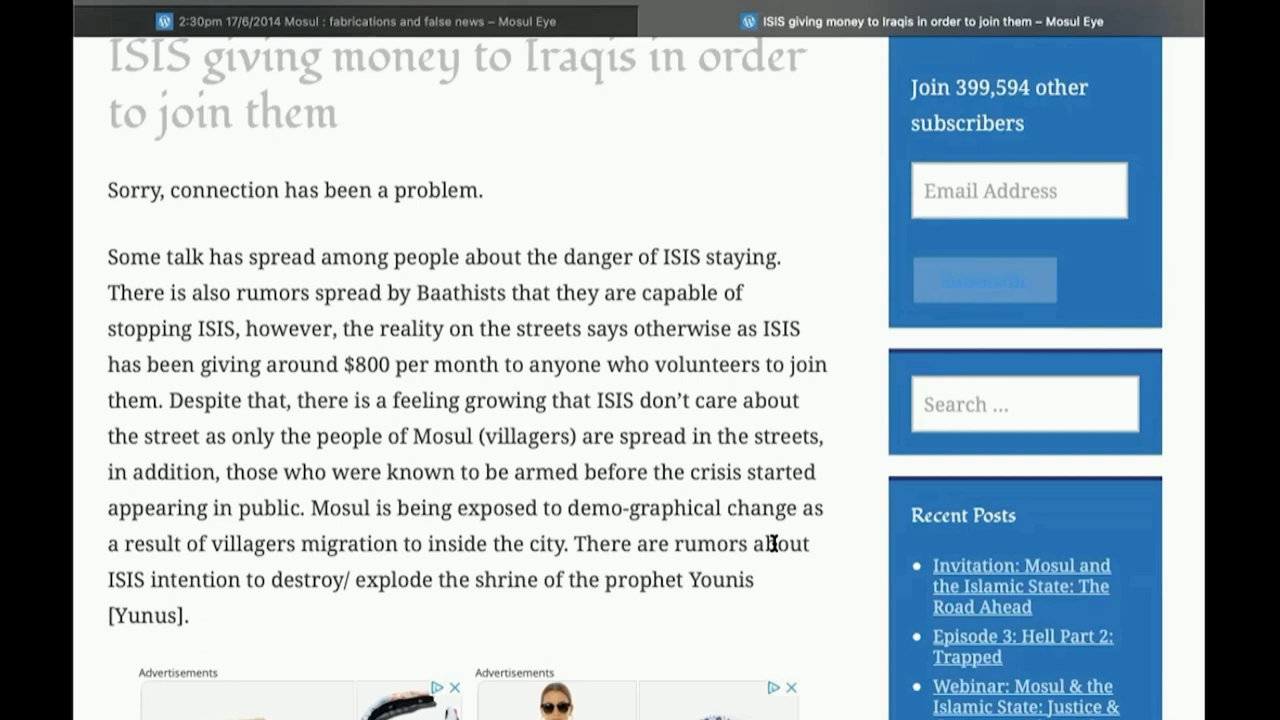 2:30pm 17/6/2014 Mosul : fabrications and false news – Mosul Eye
ISIS giving money to Iraqis in order to join them – Mosul Eye
ISIS giving money to Iraqis in order
to join them
Sorry, connection has been a problem.
Some talk has spread among people about the danger of ISIS staying.
There is also rumors spread by Baathists that they are capable of
stopping ISIS, however, the reality on the streets says otherwise as ISIS
has been giving around $800 per month to anyone who volunteers to join
them. Despite that, there is a feeling growing that ISIS don’t care about
the street as only the people of Mosul (villagers) are spread in the streets,
in addition, those who were known to be armed before the crisis started
appearing in public. Mosul is being exposed to demo-graphical change as
a result of villagers migration to inside the city. There are rumors about
ISIS intention to destroy/ explode the shrine of the prophet Younis
[Yunus].
Advertisements
Advertisements
Join 399,594 other
subscribers
Email Address
Search …
Recent Posts
Invitation: Mosul and
the Islamic State: The
Road Ahead
Episode 3: Hell Part 2:
Trapped
Webinar: Mosul & the
Islamic State: Justice &